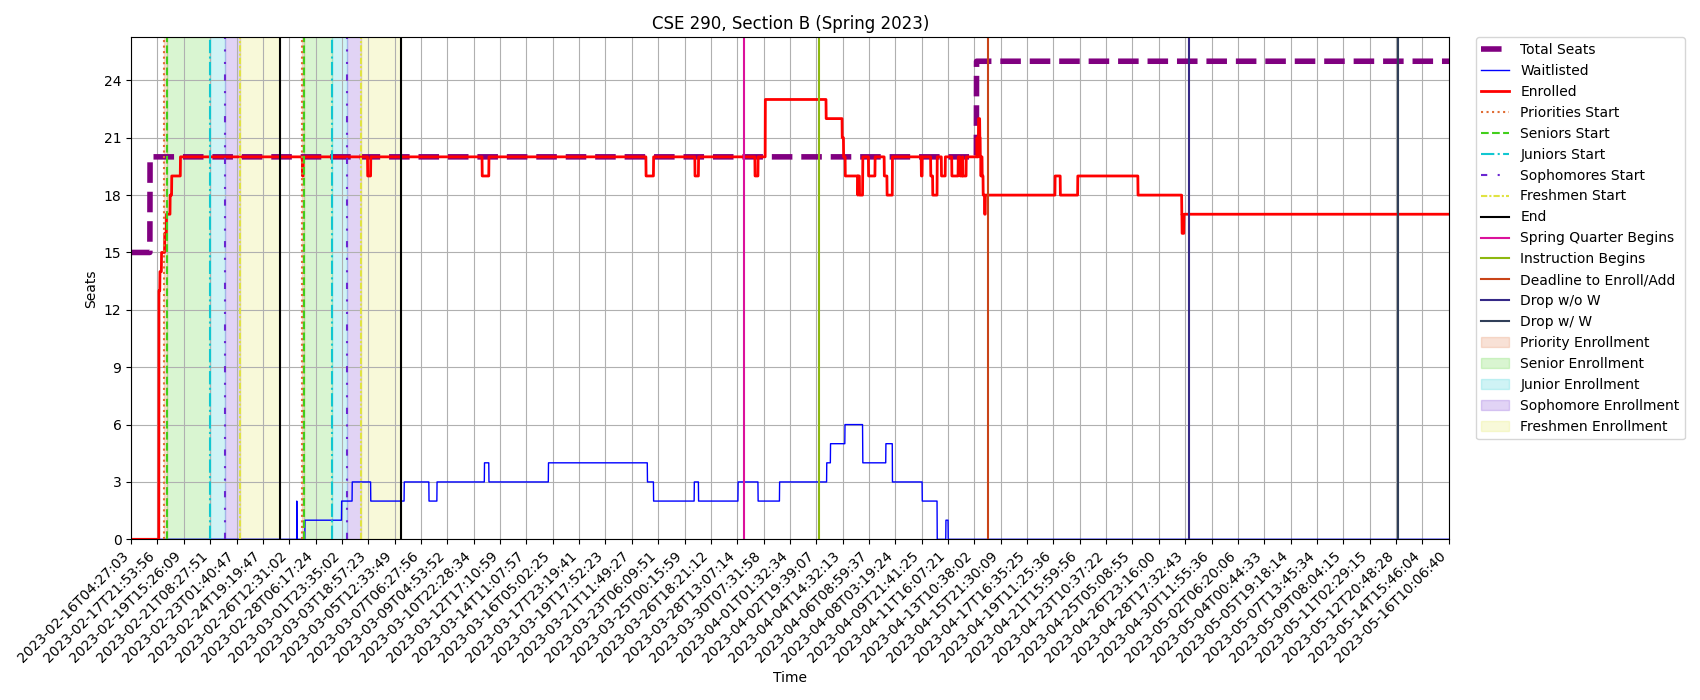 CSE 290, Section B (Spring 2023)
Seats
24
21
18
15
12
9
6
3
0
2023-02-16T04:27:03
2023-02-17T21:53:56
2023-02-19T15:26:09
2023-02-21T08:27:51
2023-02-23T01:40:47
2023-02-24T19:19:47
2023-02-26T12:31:02
2023-02-28T06:17:24
2023-03-01T23:35:02
2023-03-03T18:57:23
2023-03-05T12:33:49
2023-03-07T06:27:56
2023-03-09T04:53:52
2023-03-10T22:28:34
2023-03-12T17:10:59
2023-03-14T11:07:57
2023-03-16T05:02:25
2023-03-17T23:19:41
2023-03-19T17:52:23
2023-03-21T11:49:27
2023-03-23T06:09:51
2023-03-25T00:15:59
2023-03-26T18:21:12
2023-03-28T13:07:14
2023-03-30T07:31:58
2023-04-01T01:32:34
2023-04-02T19:39:07
2023-04-04T14:32:13
2023-04-06T08:59:37
2023-04-08T03:19:24
2023-04-09T21:41:25
2023-04-11T16:07:21
2023-04-13T10:38:02
2023-04-15T21:30:09
2023-04-17T16:35:25
2023-04-19T11:25:36
2023-04-21T15:59:56
2023-04-23T10:37:22
2023-04-25T05:08:55
2023-04-26T23:16:00
2023-04-28T17:32:43
2023-04-30T11:55:36
2023-05-02T06:20:06
2023-05-04T00:44:33
2023-05-05T19:18:14
2023-05-07T13:45:34
2023-05-09T08:04:15
2023-05-11T02:29:15
2023-05-12T20:48:28
2023-05-14T15:46:04
2023-05-16T10:06:40
Time
Total Seats
Waitlisted
Enrolled
Priorities Start
Seniors Start
Juniors Start
Sophomores Start
Freshmen Start
End
Spring Quarter Begins
Instruction Begins
Deadline to Enroll/Add
Drop w/o W
Drop w/ W
Priority Enrollment
Senior Enrollment
Junior Enrollment
Sophomore Enrollment
Freshmen Enrollment